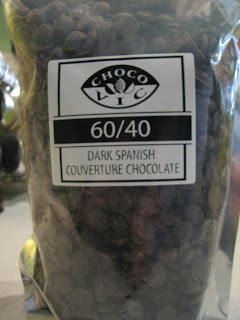 CHOCO
LIC
60/40
DARK SPANISH
COUVERTURE CHOCOLATE